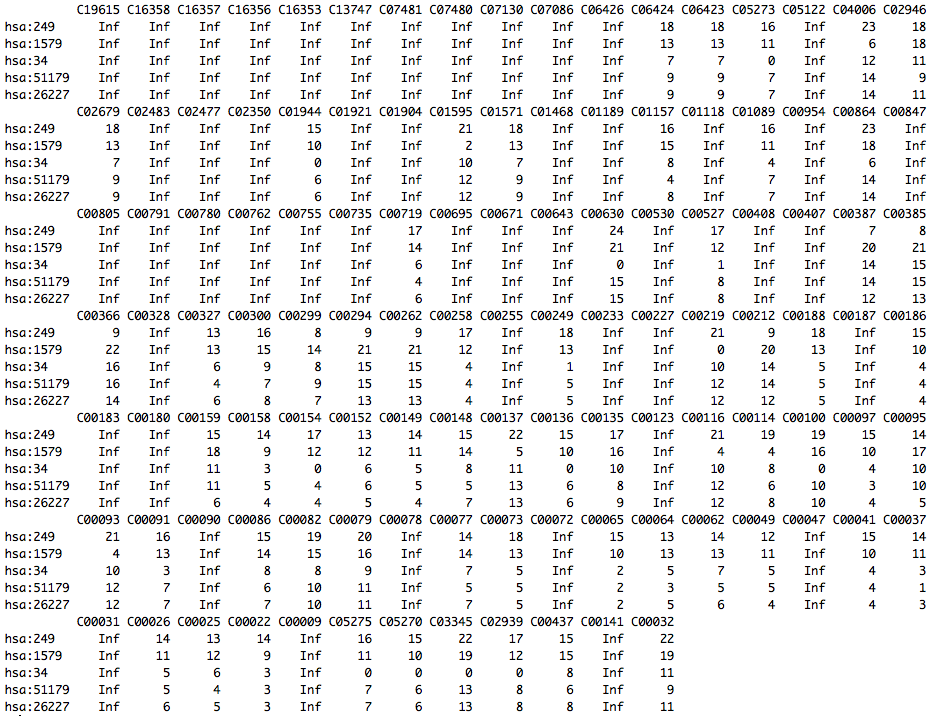 C19615 C16358 C16357 C16356 C16353 C13747 C07481 C07480 C07130 C07086 C06426 C06424 C06423 C05273 C05122 C04006 C02946
hsa:249 Inf Inf Inf Inf Inf Inf Inf Inf Inf Inf Inf 18 18 16 Inf 23 18
hsa:1579 Inf Inf Inf Inf Inf Inf Inf Inf Inf Inf Inf 13 13 11 Inf 6 18
hsa:34 Inf Inf Inf Inf Inf Inf Inf Inf Inf Inf Inf 7 7 0 Inf 12 11
hsa:51179 Inf Inf Inf Inf Inf Inf Inf Inf Inf Inf Inf 9 9 7 Inf 14 9
hsa:26227 Inf Inf Inf Inf Inf Inf Inf Inf Inf Inf Inf 9 9 7 Inf 14 11
C02679 C02483 C02477 C02350 C01944 C01921 C01904 C01595 C01571 C01468 C01189 C01157 C01118 C01089 C00954 C00864 C00847
hsa:249 18 Inf Inf Inf 15 Inf Inf 21 18 Inf Inf 16 Inf 16 Inf 23 Inf
hsa:1579 13 Inf Inf Inf 10 Inf Inf 2 13 Inf Inf 15 Inf 11 Inf 18 Inf
hsa:34 7 Inf Inf Inf 0 Inf Inf 10 7 Inf Inf 8 Inf 4 Inf 6 Inf
hsa:51179 9 Inf Inf Inf 6 Inf Inf 12 9 Inf Inf 4 Inf 7 Inf 14 Inf
hsa:26227 9 Inf Inf Inf 6 Inf Inf 12 9 Inf Inf 8 Inf 7 Inf 14 Inf
C00805 C00791 C00780 C00762 C00755 C00735 C00719 C00695 C00671 C00643 C00630 C00530 C00527 C00408 C00407 C00387 C00385
hsa:249 Inf Inf Inf Inf Inf Inf 17 Inf Inf Inf 24 Inf 17 Inf Inf 7 8
hsa:1579 Inf Inf Inf Inf Inf Inf 14 Inf Inf Inf 21 Inf 12 Inf Inf 20 21
hsa:34 Inf Inf Inf Inf Inf Inf 6 Inf Inf Inf 0 Inf 1 Inf Inf 14 15
hsa:51179 Inf Inf Inf Inf Inf Inf 4 Inf Inf Inf 15 Inf 8 Inf Inf 14 15
hsa:26227 Inf Inf Inf Inf Inf Inf 6 Inf Inf Inf 15 Inf 8 Inf Inf 12 13
C00366 C00328 C00327 C00300 C00299 C00294 C00262 C00258 C00255 C00249 C00233 C00227 C00219 C00212 C00188 C00187 C00186
hsa:249 9 Inf 13 16 8 9 9 17 Inf 18 Inf Inf 21 9 18 Inf 15
hsa:1579 22 Inf 13 15 14 21 21 12 Inf 13 Inf Inf 0 20 13 Inf 10
hsa:34 16 Inf 6 9 8 15 15 4 Inf 1 Inf Inf 10 14 5 Inf 4
hsa:51179 16 Inf 4 7 9 15 15 4 Inf 5 Inf Inf 12 14 5 Inf 4
hsa:26227 14 Inf 6 8 7 13 13 4 Inf 5 Inf Inf 12 12 5 Inf 4
C00183 C00180 C00159 C00158 C00154 C00152 C00149 C00148 C00137 C00136 C00135 C00123 C00116 C00114 C00100 C00097 C00095
hsa:249 Inf Inf 15 14 17 13 14 15 22 15 17 Inf 21 19 19 15 14
hsa:1579 Inf Inf 18 9 12 12 11 14 5 10 16 Inf 4 4 16 10 17
hsa:34 Inf Inf 11 3 0 6 5 8 11 0 10 Inf 10 8 0 4 10
hsa:51179 Inf Inf 11 5 4 6 5 5 13 6 8 Inf 12 6 10 3 10
hsa:26227 Inf Inf 6 4 4 5 4 7 13 6 9 Inf 12 8 10 4 5
C00093 C00091 C00090 C00086 C00082 C00079 C00078 C00077 C00073 C00072 C00065 C00064 C00062 C00049 C00047 C00041 C00037
hsa:249 21 16 Inf 15 19 20 Inf 14 18 Inf 15 13 14 12 Inf 15 14
hsa:1579 4 13 Inf 14 15 16 Inf 14 13 Inf 10 13 13 11 Inf 10 11
hsa:34 10 3 Inf 8 8 9 Inf 7 5 Inf 2 5 7 5 Inf 4 3
hsa:51179 12 7 Inf 6 10 11 Inf 5 5 Inf 2 3 5 5 Inf 4 1
hsa:26227 12 7 Inf 7 10 11 Inf 7 5 Inf 2 5 6 4 Inf 4 3
C00031 C00026 C00025 C00022 C00009 C05275 C05270 C03345 C02939 C00437 C00141 C00032
hsa:249 Inf 14 13 14 Inf 16 15 22 17 15 Inf 22
hsa:1579 Inf 11 12 9 Inf 11 10 19 12 15 Inf 19
hsa:34 Inf 5 6 3 Inf 0 0 0 0 8 Inf 11
hsa:51179 Inf 5 4 3 Inf 7 6 13 8 6 Inf 9
hsa:26227 Inf 6 5 3 Inf 7 6 13 8 8 Inf 11